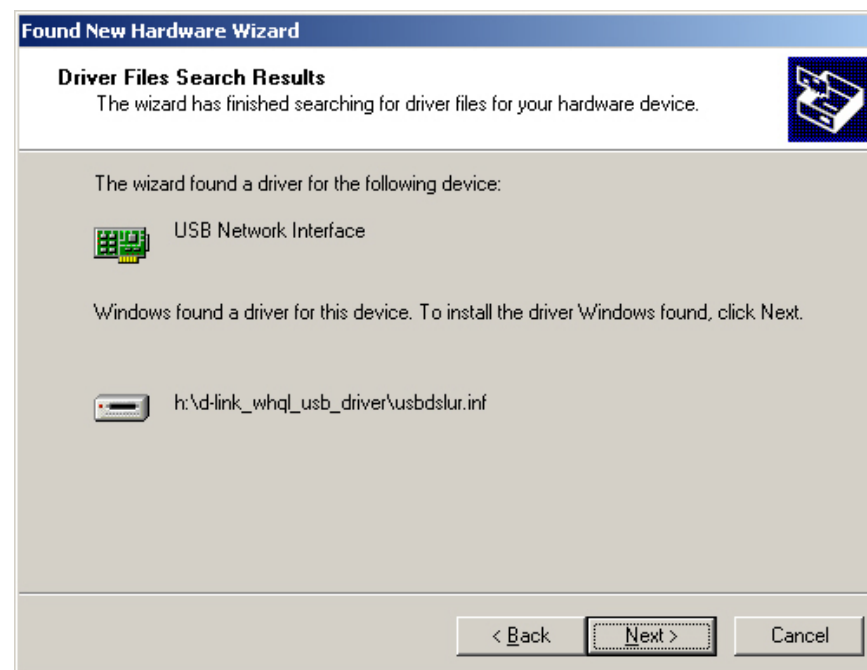 Found New Hardware Wizard
Driver Files Search Results
The wizard has finished searching for driver files for your hardware device.
The wizard found a driver for the following device:
USB Network Interface
Windows found a driver for this device. To install the driver Windows found, click Next.
h:\d-link_whql_usb_driver\usbdslur.inf
< Back Next > Cancel